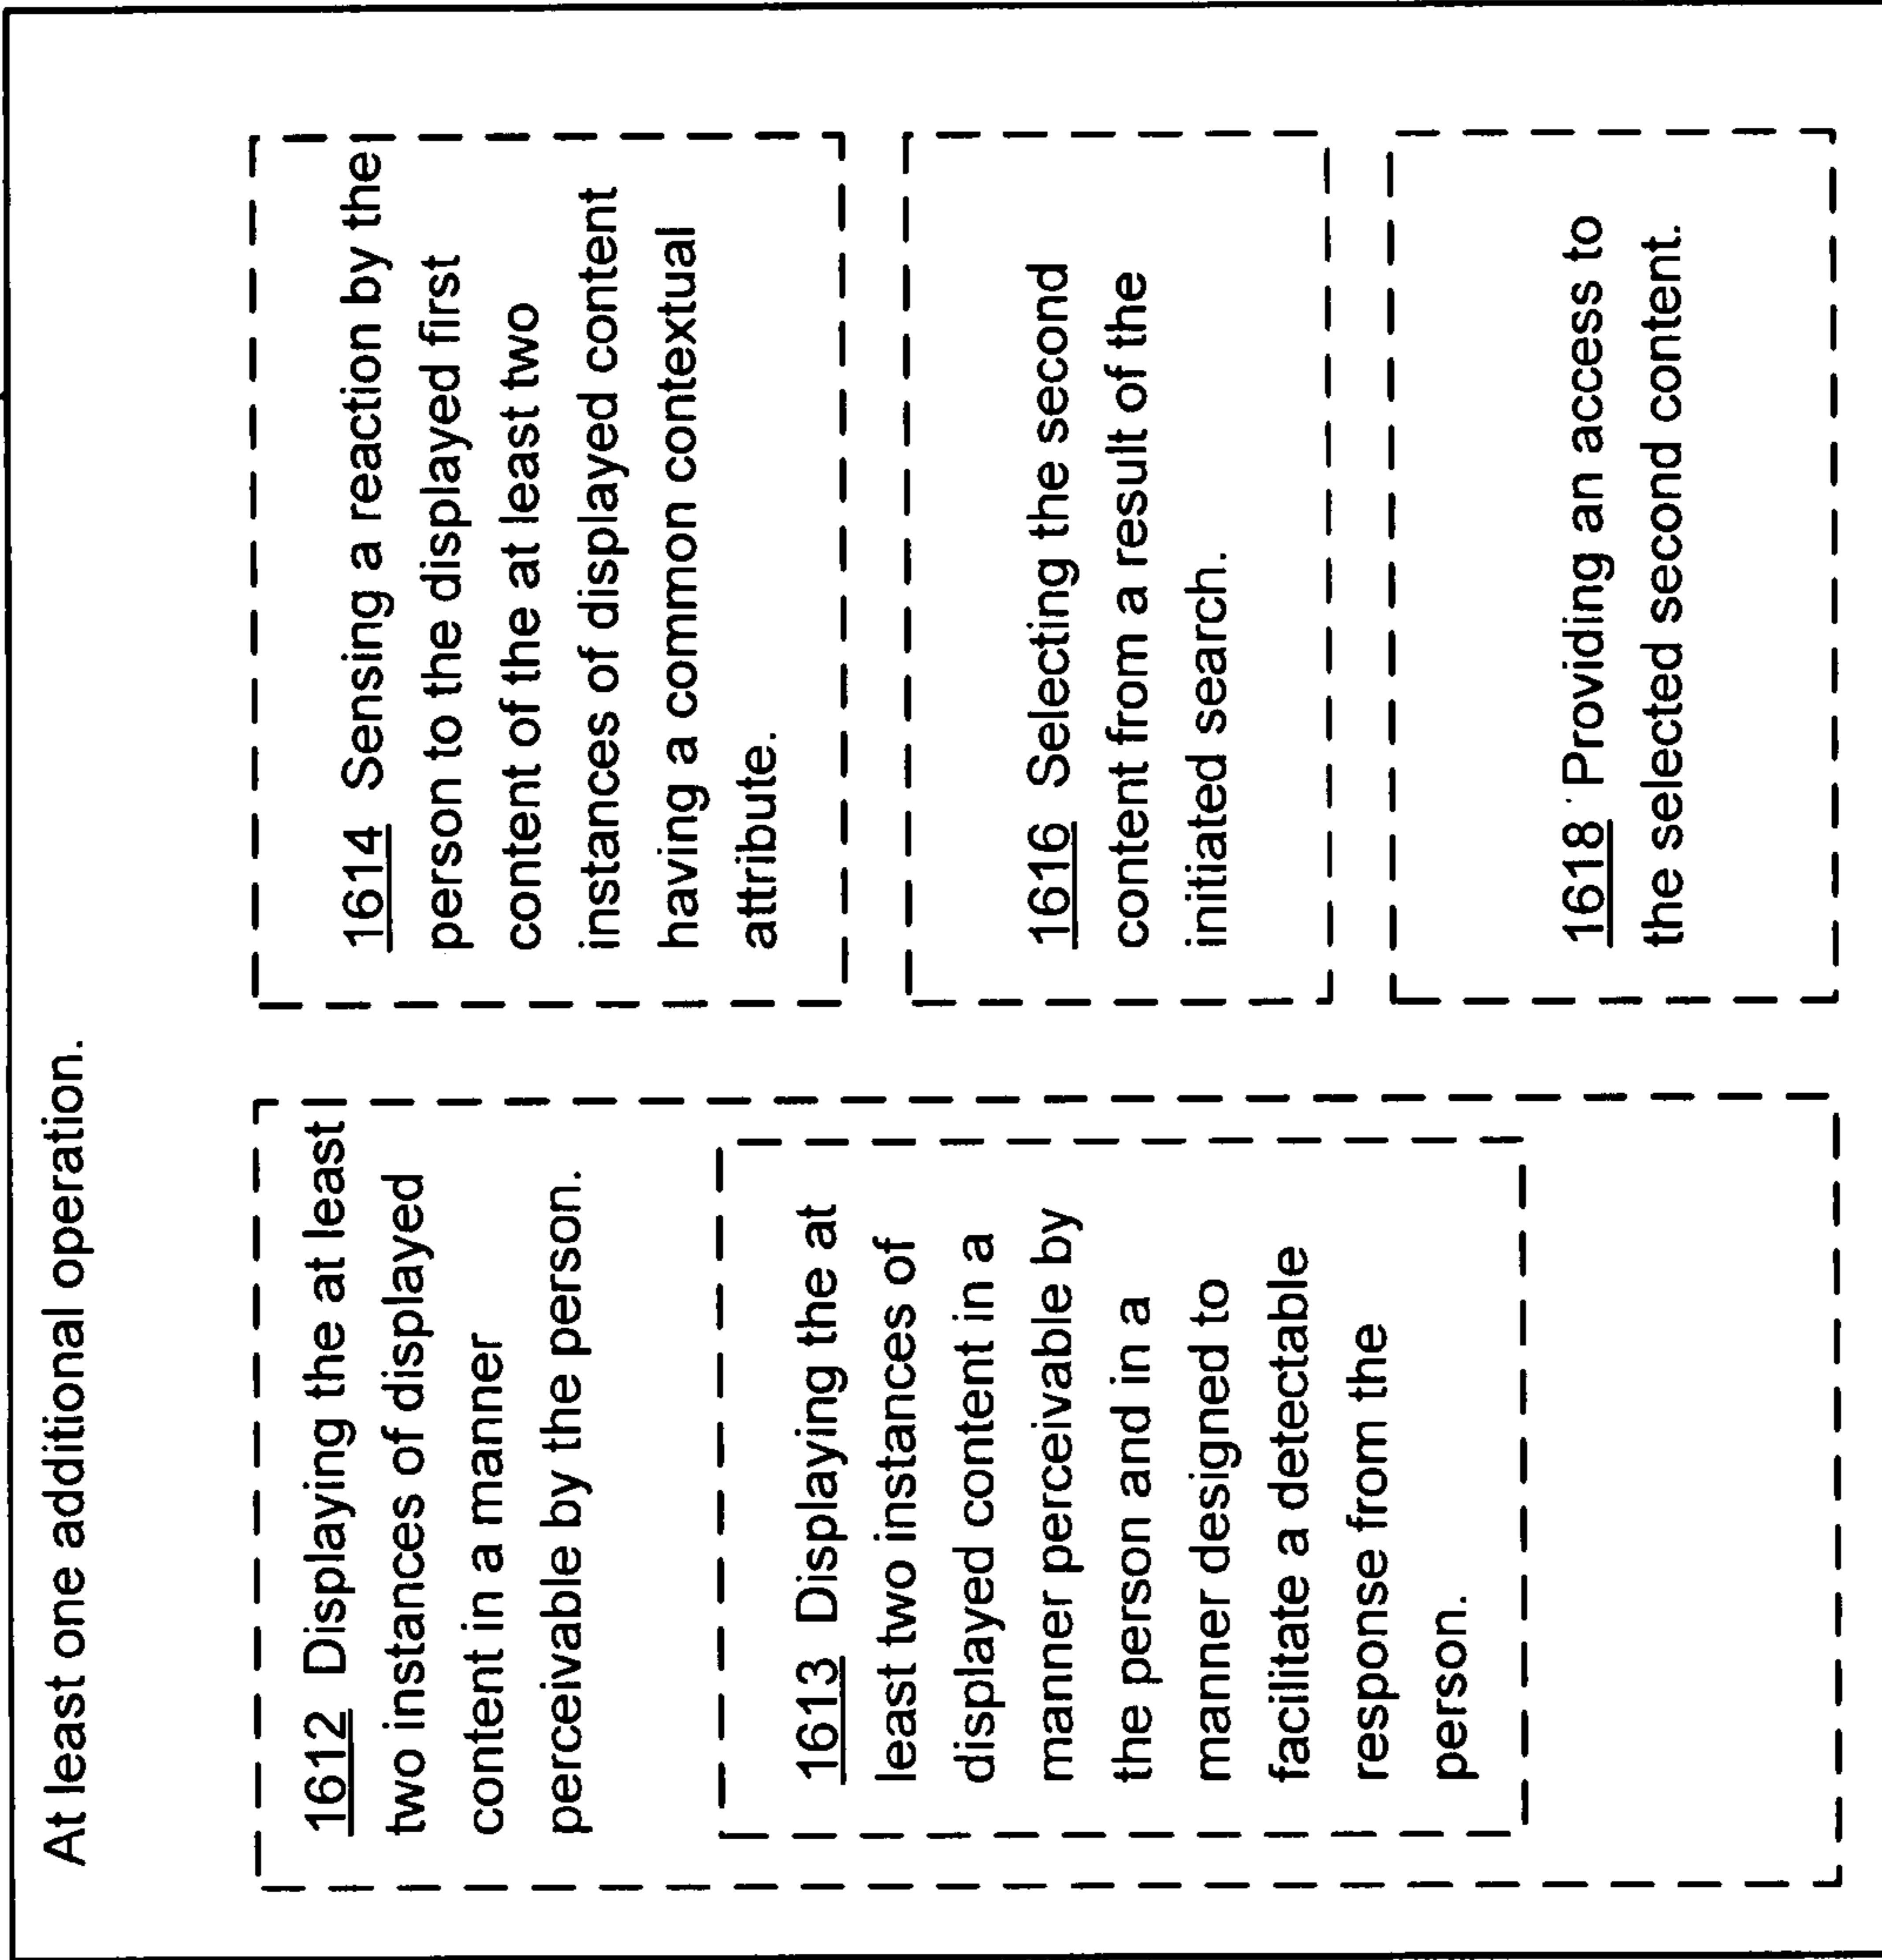 At least one additional operation.
1612 Displaying the at least
two instances of displayed
content in a manner
perceivable by the person.
1613 Displaying the at
least two instances of
displayed content in a
manner perceivable by
the person and in a
manner designed to
facilitate a detectable
response from the
person.
1614 Sensing a reaction by the
person to the displayed first
content of the at least two
instances of displayed content
having a common contextual
attribute.
1616 Selecting the second
content from a result of the
initiated search.
1618 Providing an access to
the selected second content.